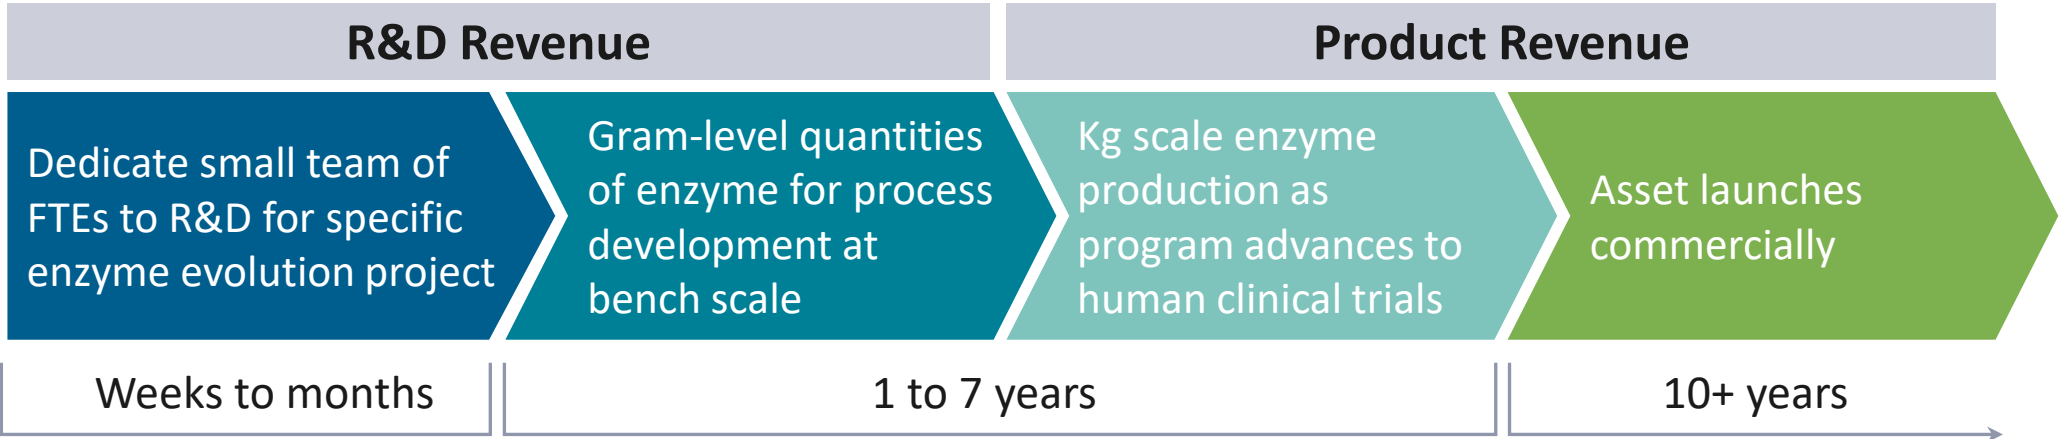 R&D Revenue
Product Revenue
Dedicate small team of
FTEs to R&D for specific
enzyme evolution project
Gram-level quantities
of enzyme for process
development at
bench scale
Kg scale enzyme
production as
program advances to
human clinical trials
Asset launches
commercially
Weeks to months
1 to 7 years
10+ years